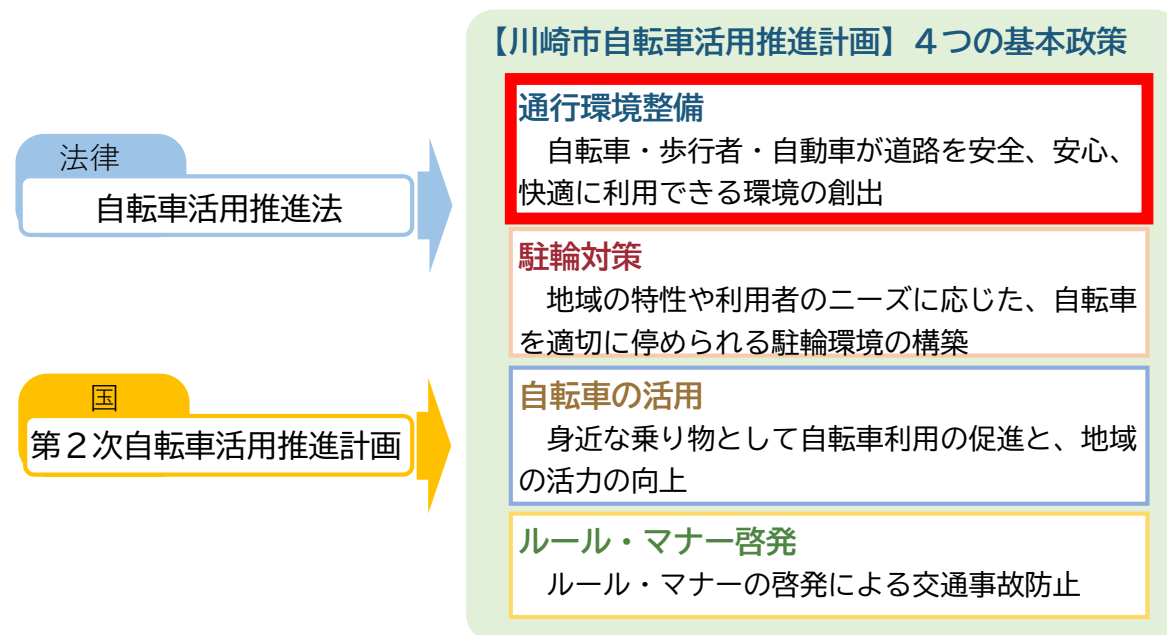 【川崎市自転車活用推進計画】４つの基本政策
法律
自転車活用推進法
国
第２次自転車活用推進計画
通行環境整備
自転車・歩行者・自動車が道路を安全、安心、
快適に利用できる環境の創出
駐輪対策
地域の特性や利用者のニーズに応じた、自転車
を適切に停められる駐輪環境の構築
自転車の活用
身近な乗り物として自転車利用の促進と、地域
の活力の向上
ルール・マナー啓発
ルール・マナーの啓発による交通事故防止